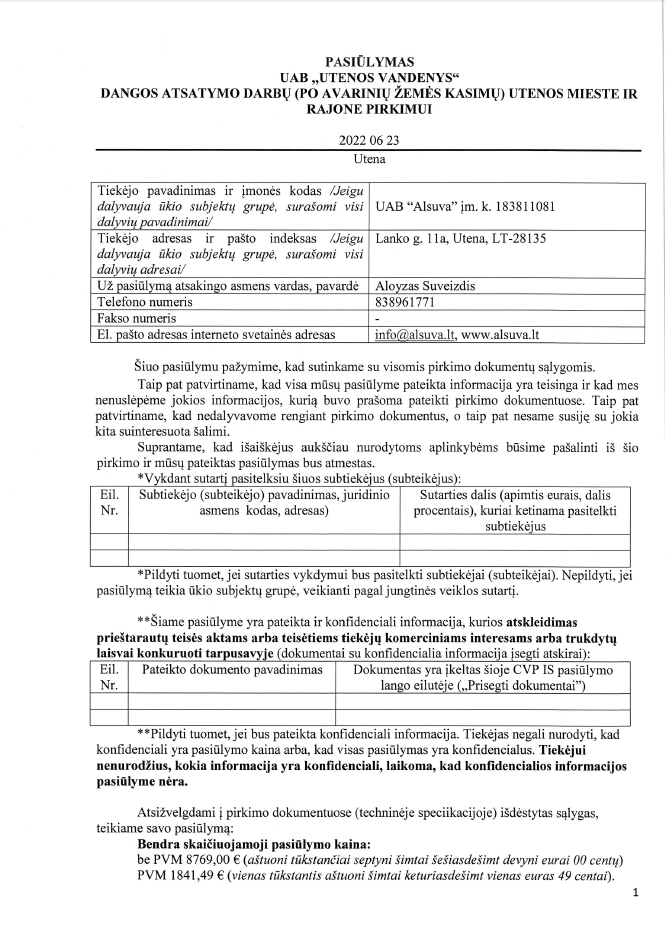 PASIŪLYMAS
UAB „UTENOS VANDENYS“
DANGOS ATSATYMO DARBŲ (PO AVARINIŲ ŽEMĖS KASIMŲ) UTENOS MIESTE IR
RAJONE PIRKIMUI
2022 06 23
Utena
Tiekėjo pavadinimas ir įmonės kodas /Jeigu
dalyvauja ūkio subjektų grupė, surašomi visi
dalyvių pavadinimai/
UAB “Alsuva” įm. k. 183811081
Tiekėjo adresas ir pašto indeksas /Jeigu
dalyvauja ūkio subjektų grupė, surašomi visi
dalyvių adresai/
Lanko g. 11a, Utena, LT-28135
Už pasiūlymą atsakingo asmens vardas, pavardė
Aloyzas Suveizdis
Telefono numeris
838961771
Fakso numeris
-
El. pašto adresas interneto svetainės adresas
info@alsuva.lt, www.alsuva.lt
Šiuo pasiūlymu pažymime, kad sutinkame su visomis pirkimo dokumentų sąlygomis.
Taip pat patvirtiname, kad visa mūsų pasiūlyme pateikta informacija yra teisinga ir kad mes
nenuslėpėme jokios informacijos, kurią buvo prašoma pateikti pirkimo dokumentuose. Taip pat
patvirtiname, kad nedalyvavome rengiant pirkimo dokumentus, o taip pat nesame susiję su jokia
kita suinteresuota šalimi.
Suprantame, kad išaiškėjus aukščiau nurodytoms aplinkybėms būsime pašalinti iš šio
pirkimo ir mūsų pateiktas pasiūlymas bus atmestas.
*Vykdant sutartį pasitelksiu šiuos subtiekėjus (subteikėjus):
Eil.
Nr.
Subtiekėjo (subteikėjo) pavadinimas, juridinio
asmens kodas, adresas)
Sutarties dalis (apimtis eurais, dalis
procentais), kuriai ketinama pasitelkti
subtiekėjus
*Pildyti tuomet, jei sutarties vykdymui bus pasitelkti subtiekėjai (subteikėjai). Nepildyti, jei
pasiūlymą teikia ūkio subjektų grupė, veikianti pagal jungtinės veiklos sutartį.
**Šiame pasiūlyme yra pateikta ir konfidenciali informacija, kurios atskleidimas
prieštarautų teisės aktams arba teisėtiems tiekėjų komerciniams interesams arba trukdytų
laisvai konkuruoti tarpusavyje (dokumentai su konfidencialia informacija įsegti atskirai):
Eil.
Nr.
Pateikto dokumento pavadinimas
Dokumentas yra įkeltas šioje CVP IS pasiūlymo
lango eilutėje („Prisegti dokumentai”)
**Pildyti tuomet, jei bus pateikta konfidenciali informacija. Tiekėjas negali nurodyti, kad
konfidenciali yra pasiūlymo kaina arba, kad visas pasiūlymas yra konfidencialus. Tiekėjui
nenurodžius, kokia informacija yra konfidenciali, laikoma, kad konfidencialios informacijos
pasiūlyme nėra.
Atsižvelgdami į pirkimo dokumentuose (techninėje speciikacijoje) išdėstytas sąlygas,
teikiame savo pasiūlymą:
Bendra skaičiuojamoji pasiūlymo kaina:
be PVM 8769,00 € (aštuoni tūkstančiai septyni šimtai šešiasdešimt devyni eurai 00 centų)
PVM 1841,49 € (vienas tūkstantis aštuoni šimtai keturiasdešimt vienas euras 49 centai).
1